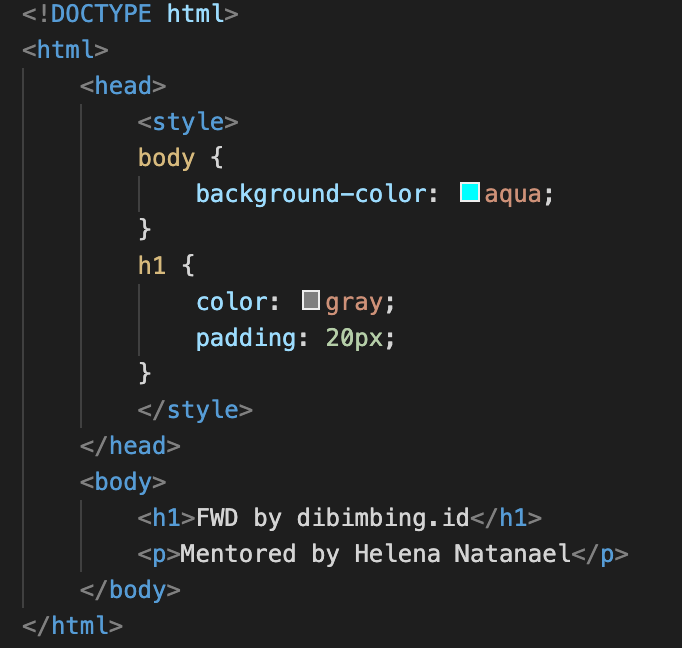 <!DOCTYPE html>
<html>
    <head>
        <style>
        body {
            background-color: aqua;
        }
        h1 {
            color: gray;
            padding: 20px;
        }
        </style>
    </head>
    <body>
        <h1>FWD by dibimbing.id</h1>
        <p>Mentored by Helena Natanael</p>
    </body>
</html>